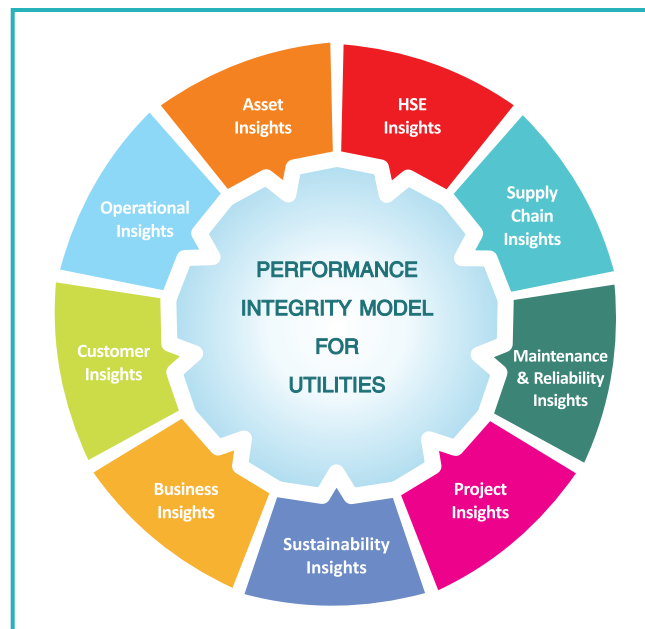 Asset
Insights
HSE
Insights
Supply
Chain
Insights
Operational
Insights
PERFORMANCE
INTEGRITY MODEL
FOR
UTILITIES
Customer
Insights
Maintenance
& Reliability
Insights
Business
Insights
Project
Insights
Sustainability
Insights